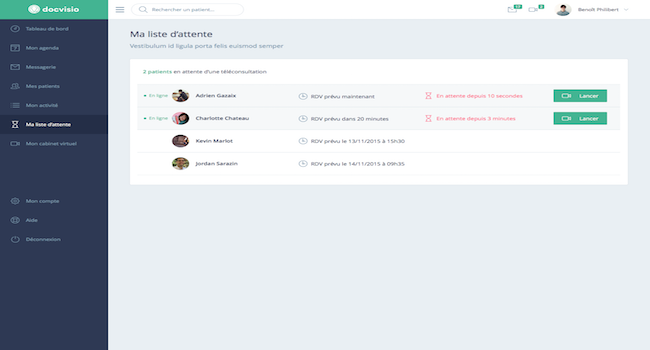 docvisio
Rechercher un patient...
17
2
Benoît Philibert
Tableau de bord
Mon agenda
Messagerie
Mes patients
Mon activité
Ma liste d'attente
Mon cabinet virtuel
Mon compte
Aide
Déconnexion
Ma liste d'attente
Vestibulum id ligula porta felis euismod semper
2 patients en attente d'une téléconsultation
En ligne Adrien Gazaix RDV prévu maintenant En attente depuis 10 secondes Lancer
En ligne Charlotte Chateau RDV prévu dans 20 minutes En attente depuis 3 minutes Lancer
Kevin Marlot RDV prévu le 13/11/2015 à 15h30
Jordan Sarazin RDV prévu le 14/11/2015 à 09h35